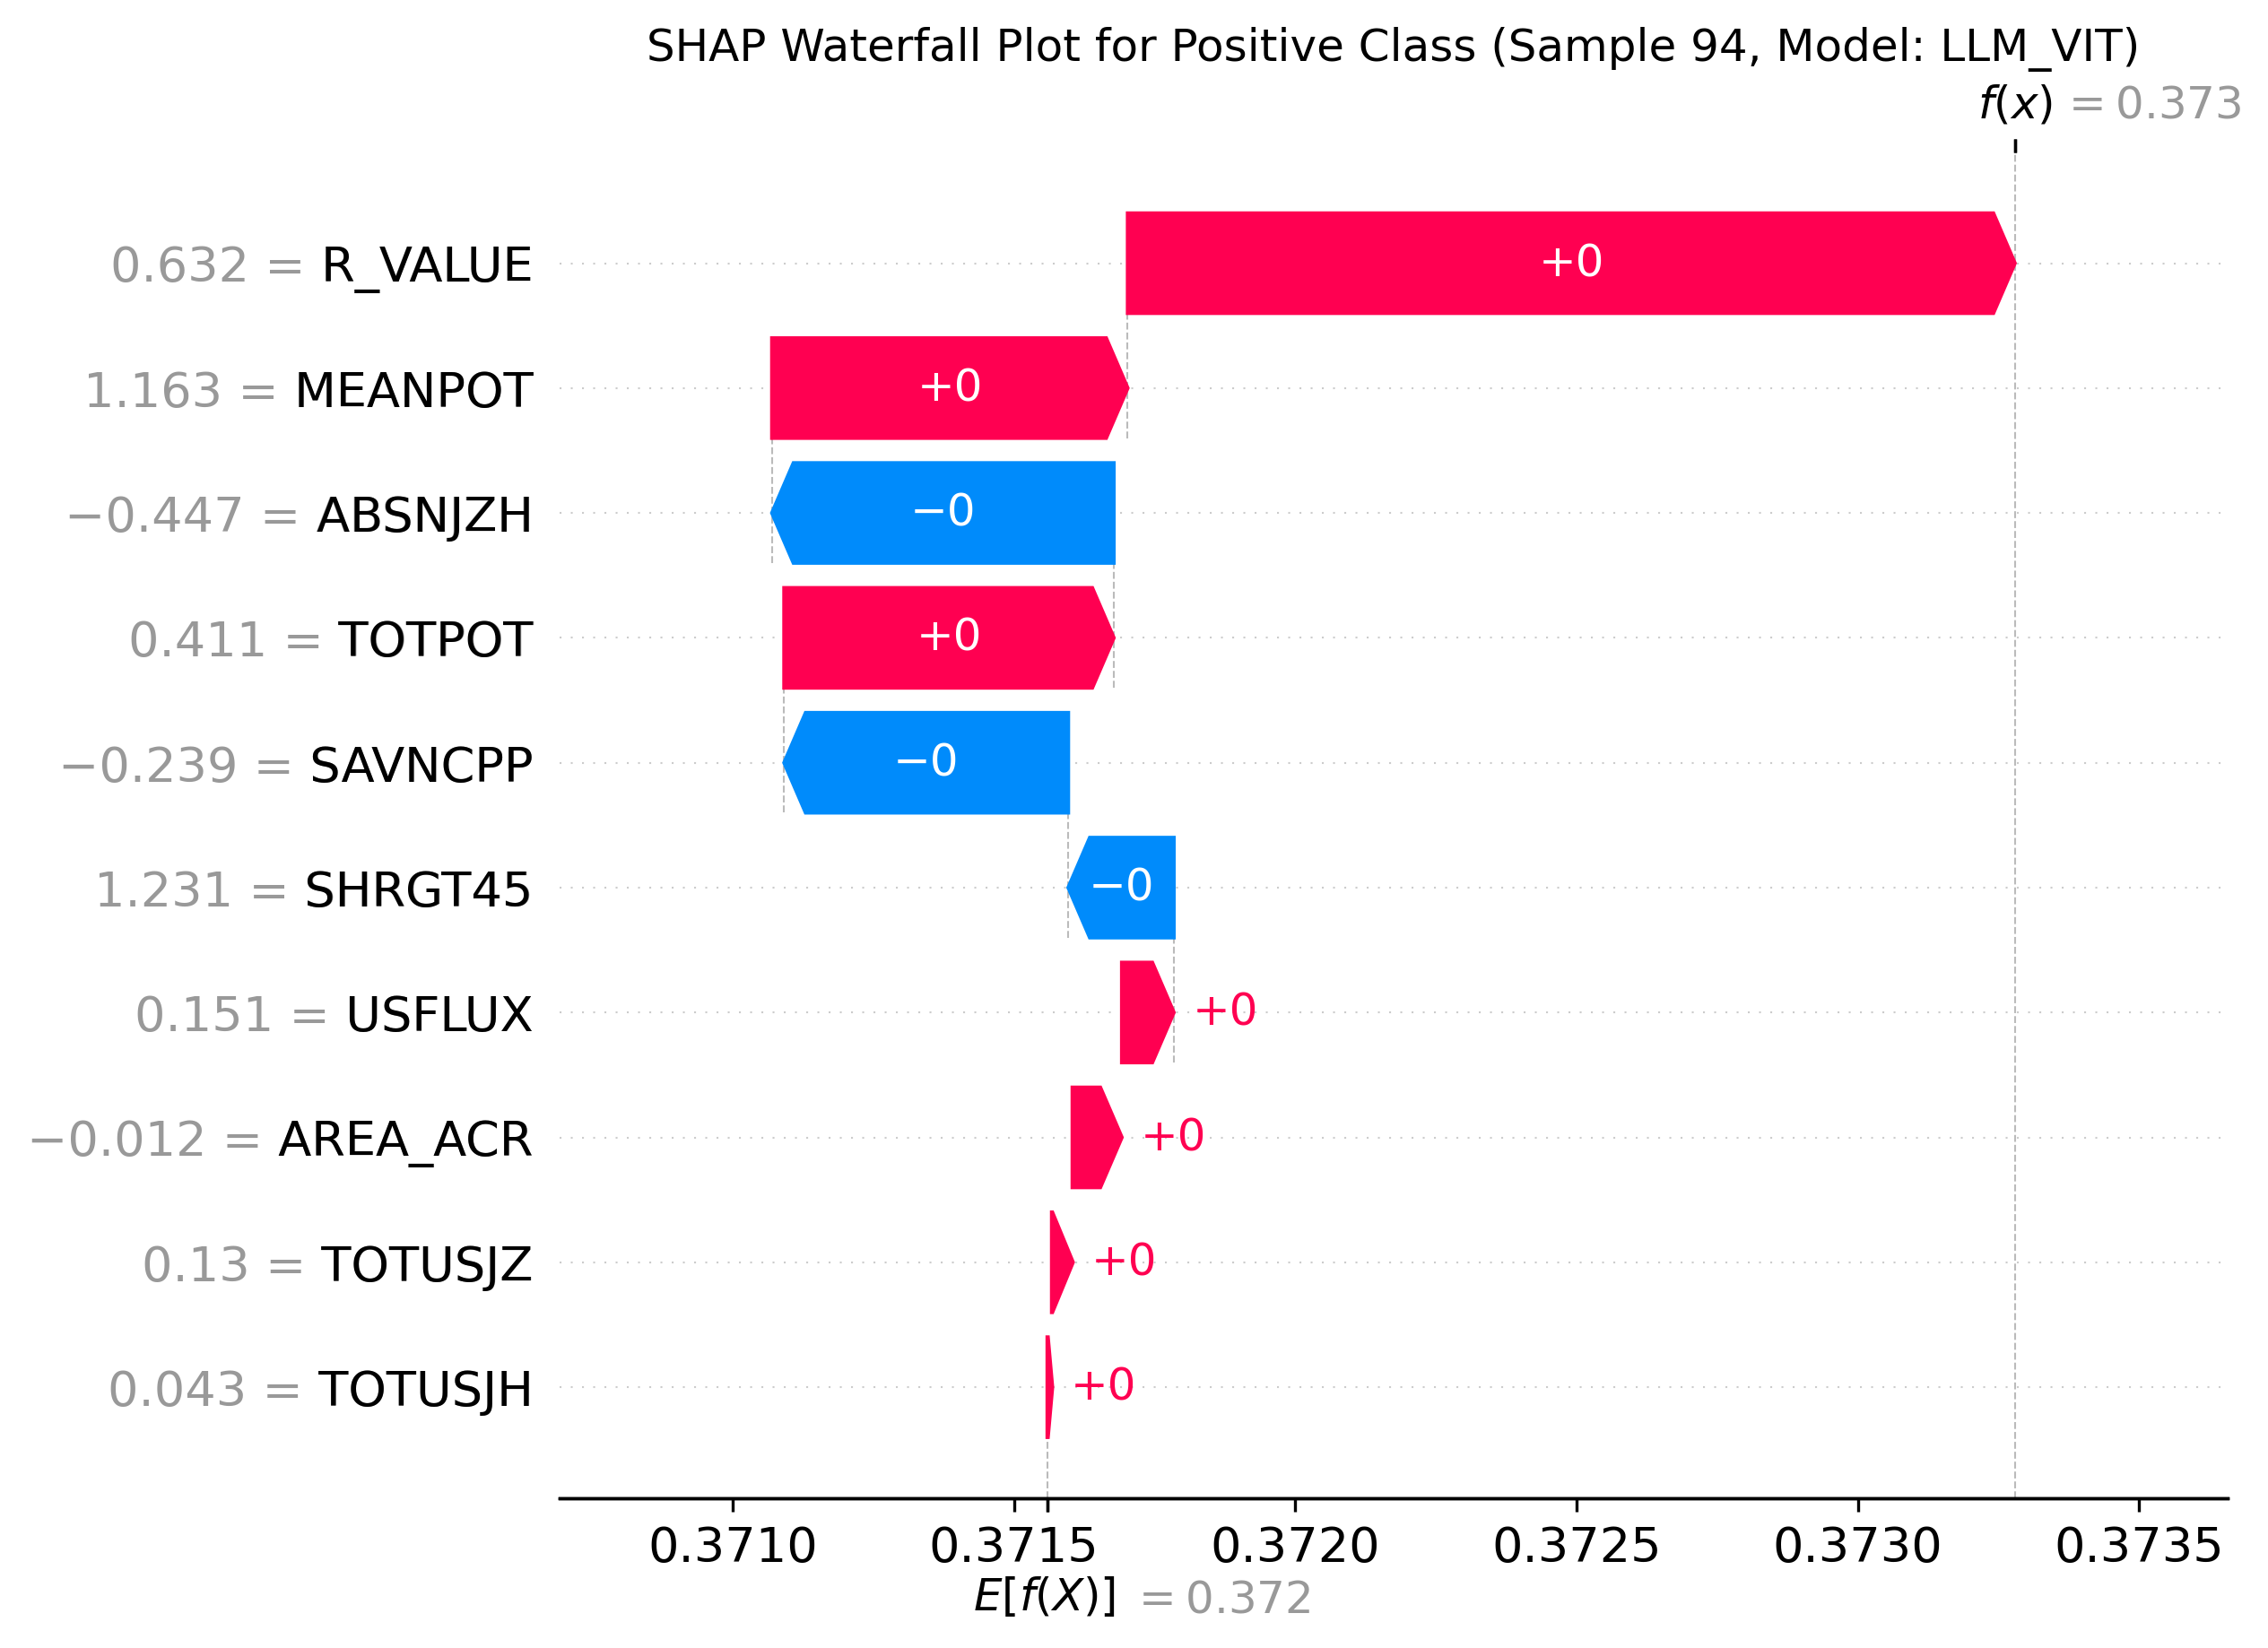 SHAP Waterfall Plot for Positive Class (Sample 94, Model: LLM_VIT)
f(x) = 0.373
0.632 = R_VALUE +0
1.163 = MEANPOT +0
−0.447 = ABSNJZH −0
0.411 = TOTPOT +0
−0.239 = SAVNCPP −0
1.231 = SHRGT45 −0
0.151 = USFLUX +0
−0.012 = AREA_ACR +0
0.13 = TOTUSJZ +0
0.043 = TOTUSJH +0
0.3710 0.3715 0.3720 0.3725 0.3730 0.3735
E[f(X)] = 0.372